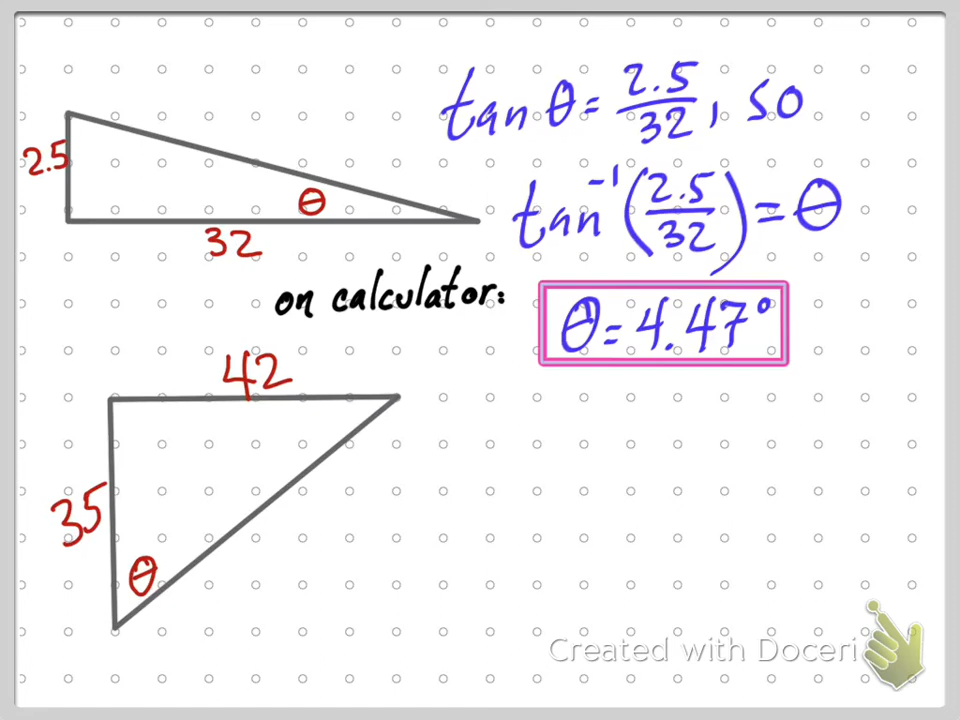 tan θ = 2.5/32, so
2.5
θ
32
tan⁻¹(2.5/32) = θ
on calculator:
θ = 4.47°
42
35
θ
Created with Doceri